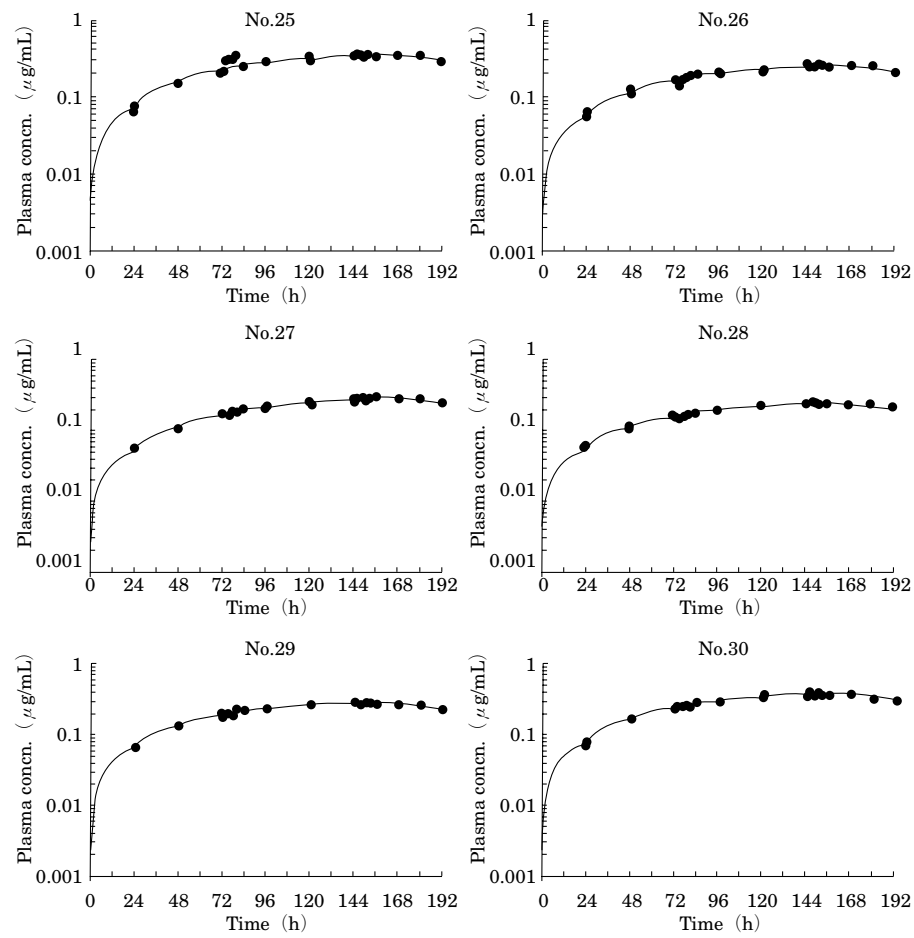 No.25
Plasma concn. (μg/mL)
1
0.1
0.01
0.001
0 24 48 72 96 120 144 168 192
Time (h)
No.26
Plasma concn. (μg/mL)
1
0.1
0.01
0.001
0 24 48 72 96 120 144 168 192
Time (h)
No.27
Plasma concn. (μg/mL)
1
0.1
0.01
0.001
0 24 48 72 96 120 144 168 192
Time (h)
No.28
Plasma concn. (μg/mL)
1
0.1
0.01
0.001
0 24 48 72 96 120 144 168 192
Time (h)
No.29
Plasma concn. (μg/mL)
1
0.1
0.01
0.001
0 24 48 72 96 120 144 168 192
Time (h)
No.30
Plasma concn. (μg/mL)
1
0.1
0.01
0.001
0 24 48 72 96 120 144 168 192
Time (h)